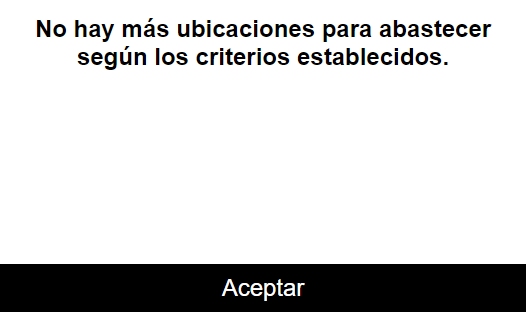 No hay más ubicaciones para abastecer
según los criterios establecidos.
Aceptar